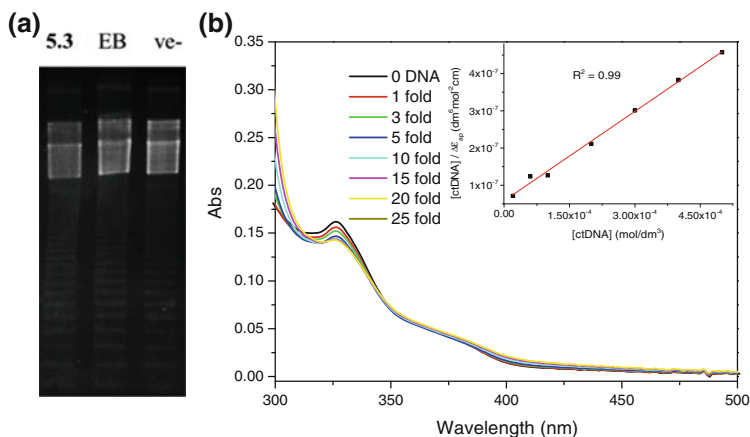 (a)
5.3 EB ve-
(b)
0.35
0.30
0.25
0.20
0.15
0.10
0.05
0.00
Abs
0 DNA
1 fold
3 fold
5 fold
10 fold
15 fold
20 fold
25 fold
R² = 0.99
4x10⁻⁷
3x10⁻⁷
2x10⁻⁷
1x10⁻⁷
[ctDNA] / Δε_ap (dm⁶mol⁻²cm)
0.00 1.50x10⁻⁴ 3.00x10⁻⁴ 4.50x10⁻⁴
[ctDNA] (mol/dm³)
300 350 400 450 500
Wavelength (nm)